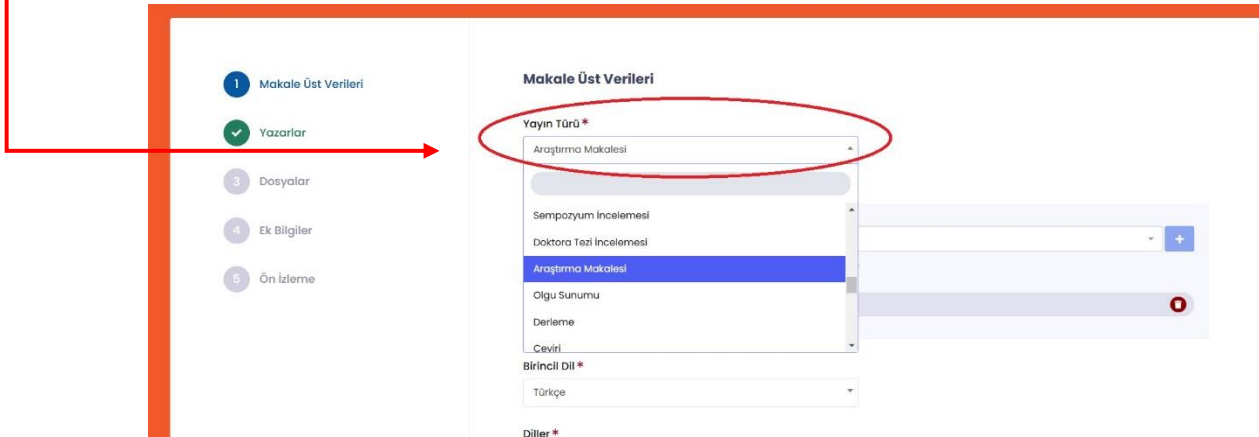 1 Makale Üst Verileri
Yazarlar
3 Dosyalar
4 Ek Bilgiler
5 Ön İzleme
Makale Üst Verileri
Yayın Türü *
Araştırma Makalesi
Sempozyum İncelemesi
Doktora Tezi İncelemesi
Araştırma Makalesi
Olgu Sunumu
Derleme
Çeviri
+
Birincil Dil *
Türkçe
Diller *